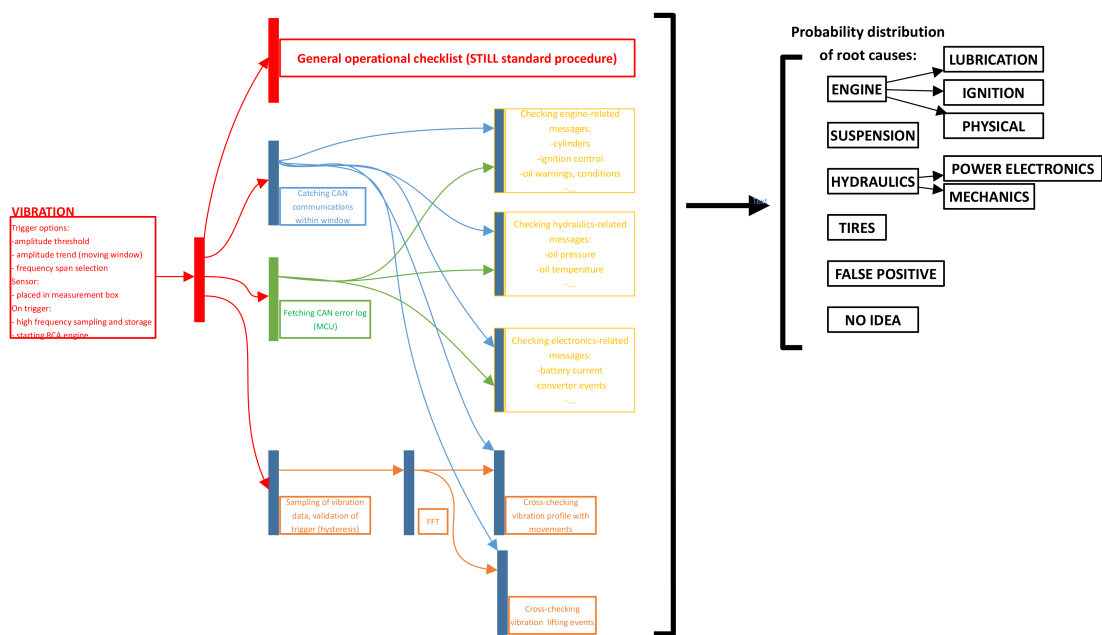 General operational checklist (STILL standard procedure)
VIBRATION
Trigger options:
-amplitude threshold
- amplitude trend (moving window)
- frequency span selection
Sensor:
- placed in measurement box
On trigger:
- high frequency sampling and storage
- starting RCA engine
Catching CAN
communications
within window
Fetching CAN error log
(MCU)
Sampling of vibration
data, validation of
trigger (hysteresis)
FFT
Checking engine-related
messages:
-cylinders
-ignition control
-oil warnings, conditions
-...
Checking hydraulics-related
messages:
-oil pressure
-oil temperature
-...
Checking electronics-related
messages:
-battery current
-converter events
-...
Cross-checking
vibration profile with
movements
Cross-checking
vibration lifting events
Text
Probability distribution
of root causes:
ENGINE
LUBRICATION
IGNITION
PHYSICAL
SUSPENSION
HYDRAULICS
POWER ELECTRONICS
MECHANICS
TIRES
FALSE POSITIVE
NO IDEA